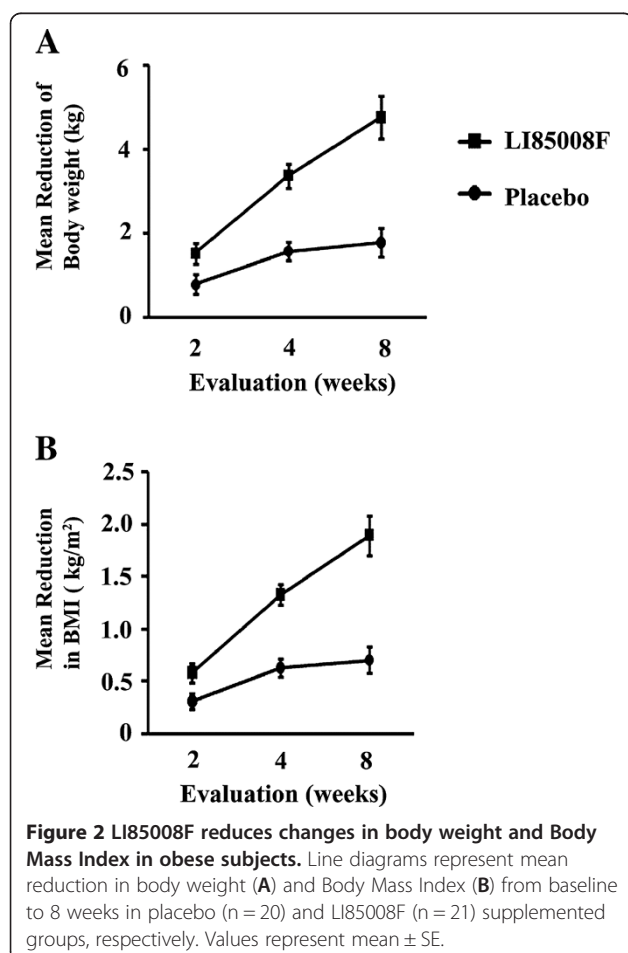 A
6
4
2
0
Mean Reduction of
Body weight (kg)
2 4 8
Evaluation (weeks)
LI85008F
Placebo
B
2.5
2.0
1.5
1.0
0.5
0
Mean Reduction
in BMI ( kg/m²)
2 4 8
Evaluation (weeks)
Figure 2 LI85008F reduces changes in body weight and Body
Mass Index in obese subjects. Line diagrams represent mean
reduction in body weight (A) and Body Mass Index (B) from baseline
to 8 weeks in placebo (n = 20) and LI85008F (n = 21) supplemented
groups, respectively. Values represent mean ± SE.